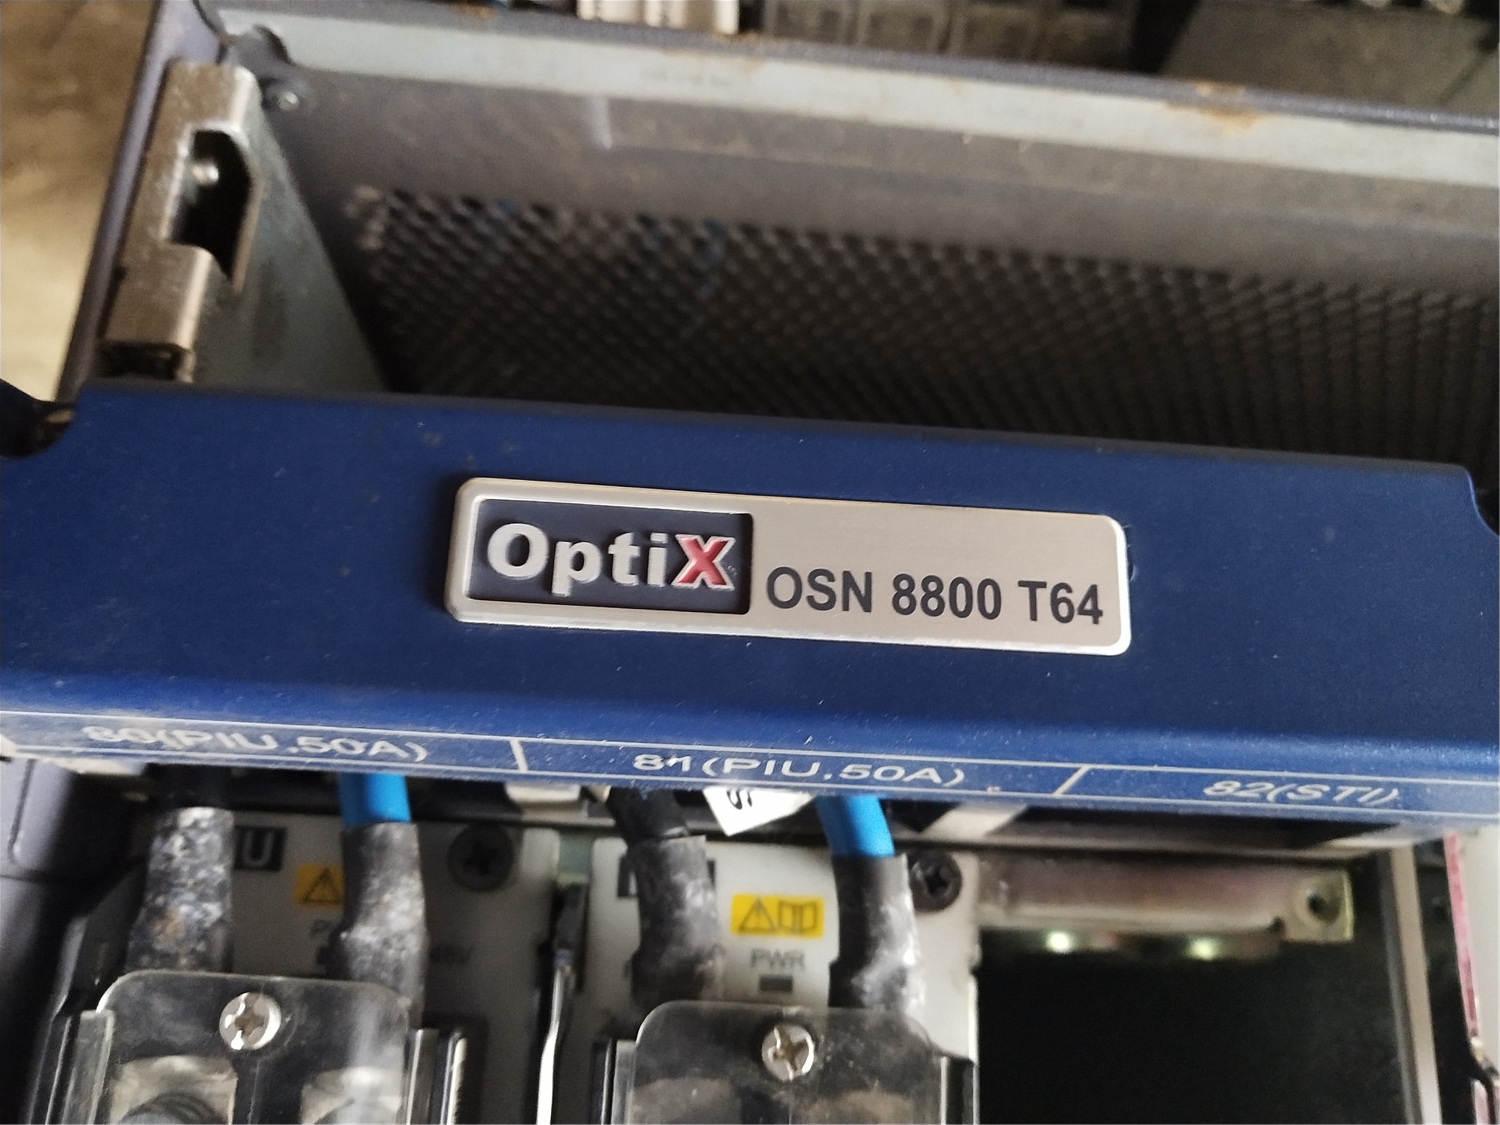 OptiX OSN 8800 T64
80(PIU,50A) 81(PIU,50A) 82(STI)
PWR